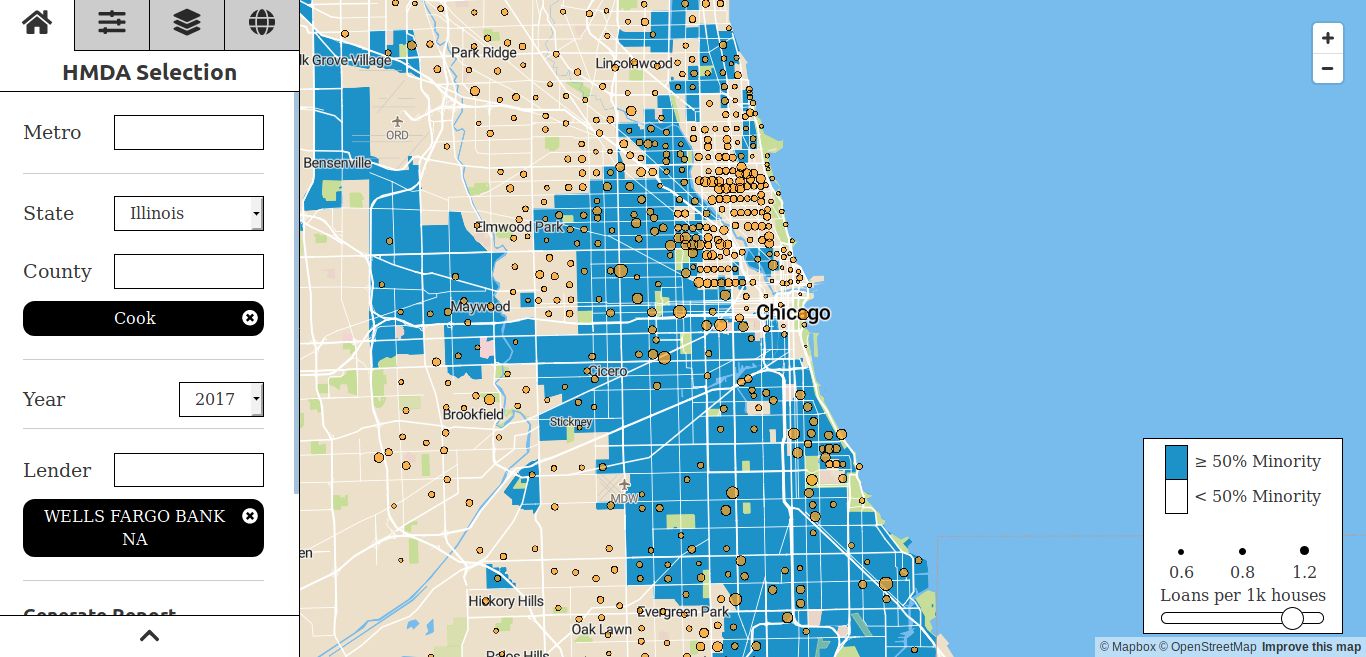 HMDA Selection
Metro
State
Illinois
County
Cook
Year
2017
Lender
WELLS FARGO BANK
NA
Generate Report
Park Ridge
lk Grove Village
Lincolnwood
ORD
Bensenville
Elmwood Park
Maywood
Chicago
Cicero
Brookfield
Stickney
MDW
en
Hickory Hills
Evergreen Park
Oak Lawn
Palos Hills
+
−
≥ 50% Minority
< 50% Minority
0.6 0.8 1.2
Loans per 1k houses
© Mapbox © OpenStreetMap Improve this map